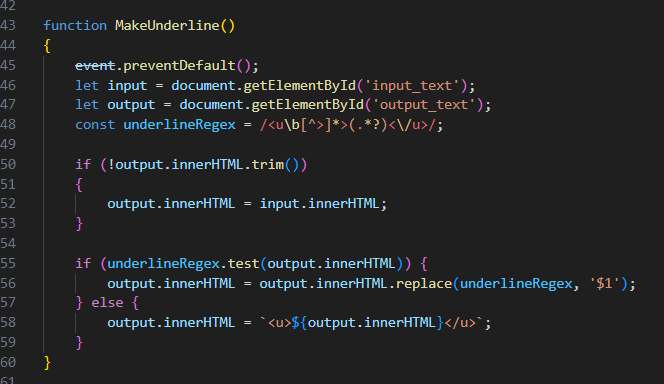 42
43 function MakeUnderline()
44 {
45     event.preventDefault();
46     let input = document.getElementById('input_text');
47     let output = document.getElementById('output_text');
48     const underlineRegex = /<u\b[^>]*>(.*?)<\/u>/;
49
50     if (!output.innerHTML.trim())
51     {
52         output.innerHTML = input.innerHTML;
53     }
54
55     if (underlineRegex.test(output.innerHTML)) {
56         output.innerHTML = output.innerHTML.replace(underlineRegex, '$1');
57     } else {
58         output.innerHTML = `<u>${output.innerHTML}</u>`;
59     }
60 }
61